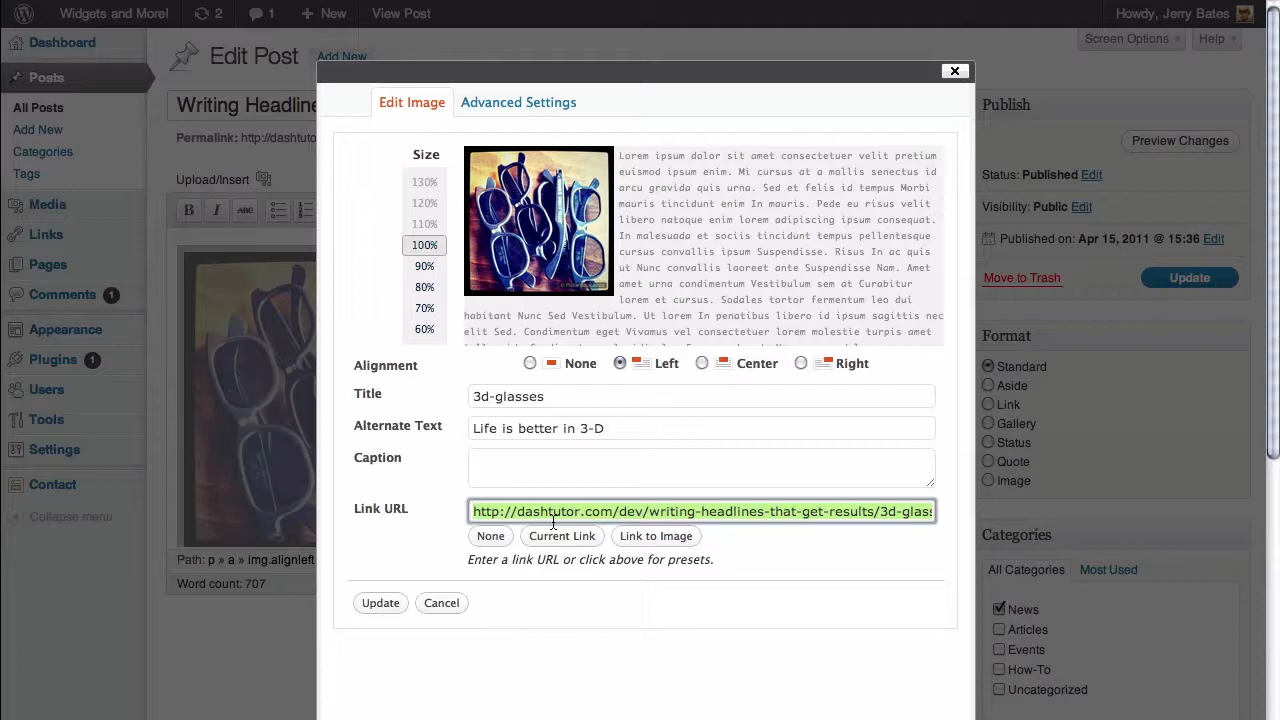 Widgets and More!
2
1
New
View Post
Howdy, Jerry Bates
Dashboard
Posts
All Posts
Add New
Categories
Tags
Media
Links
Pages
Comments 1
Appearance
Plugins 1
Users
Tools
Settings
Contact
Collapse menu
Edit Post
Add New
Screen Options
Help
Writing Headline
Permalink: http://dashtuto
Upload/Insert
B I ABC
Path: p » a » img.alignleft
Word count: 707
Edit Image
Advanced Settings
Size
130%
120%
110%
100%
90%
80%
70%
60%
Lorem ipsum dolor sit amet consectetuer velit pretium
euismod ipsum enim. Mi cursus at a mollis senectus id
arcu gravida quis urna. Sed et felis id tempus Morbi
mauris tincidunt enim In mauris. Pede eu risus velit
libero natoque enim lorem adipiscing ipsum consequat.
In malesuada et sociis tincidunt tempus pellentesque
cursus convallis ipsum Suspendisse. Risus In ac quis
ut Nunc convallis laoreet ante Suspendisse Nam. Amet
amet urna condimentum Vestibulum sem at Curabitur
lorem et cursus. Sodales tortor fermentum leo dui
habitant Nunc Sed Vestibulum. Ut lorem In penatibus libero id ipsum sagittis nec
elit Sed. Condimentum eget Vivamus vel consectetuer lorem molestie turpis amet
Alignment
None
Left
Center
Right
Title
3d-glasses
Alternate Text
Life is better in 3-D
Caption
Link URL
http://dashtutor.com/dev/writing-headlines-that-get-results/3d-glass
None
Current Link
Link to Image
Enter a link URL or click above for presets.
Update
Cancel
Publish
Preview Changes
Status: Published Edit
Visibility: Public Edit
Published on: Apr 15, 2011 @ 15:36 Edit
Move to Trash
Update
Format
Standard
Aside
Link
Gallery
Status
Quote
Image
Categories
All Categories
Most Used
News
Articles
Events
How-To
Uncategorized